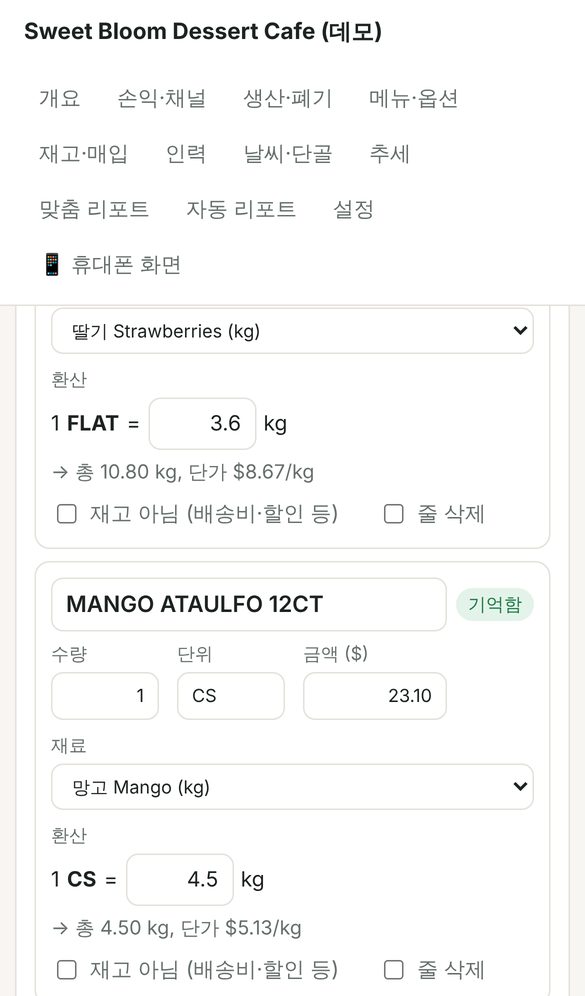 Sweet Bloom Dessert Cafe (데모)
개요 손익·채널 생산·폐기 메뉴·옵션
재고·매입 인력 날씨·단골 추세
맞춤 리포트 자동 리포트 설정
📱 휴대폰 화면
딸기 Strawberries (kg)
환산
1 FLAT = 3.6 kg
→ 총 10.80 kg, 단가 $8.67/kg
재고 아님 (배송비·할인 등) 줄 삭제
MANGO ATAULFO 12CT 기억함
수량 단위 금액 ($)
1 CS 23.10
재료
망고 Mango (kg)
환산
1 CS = 4.5 kg
→ 총 4.50 kg, 단가 $5.13/kg
재고 아님 (배송비·할인 등) 줄 삭제